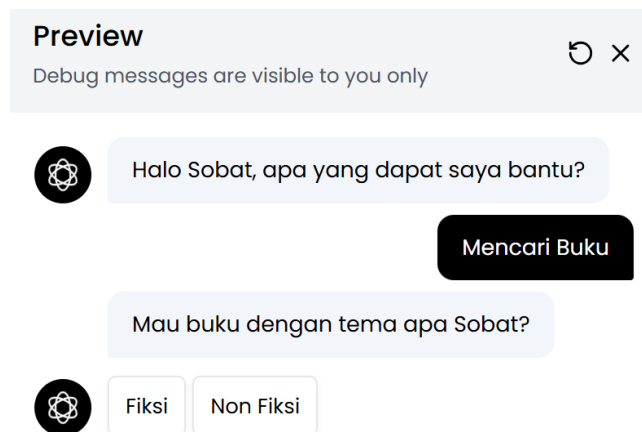 Preview
Debug messages are visible to you only
Halo Sobat, apa yang dapat saya bantu?
Mencari Buku
Mau buku dengan tema apa Sobat?
Fiksi
Non Fiksi